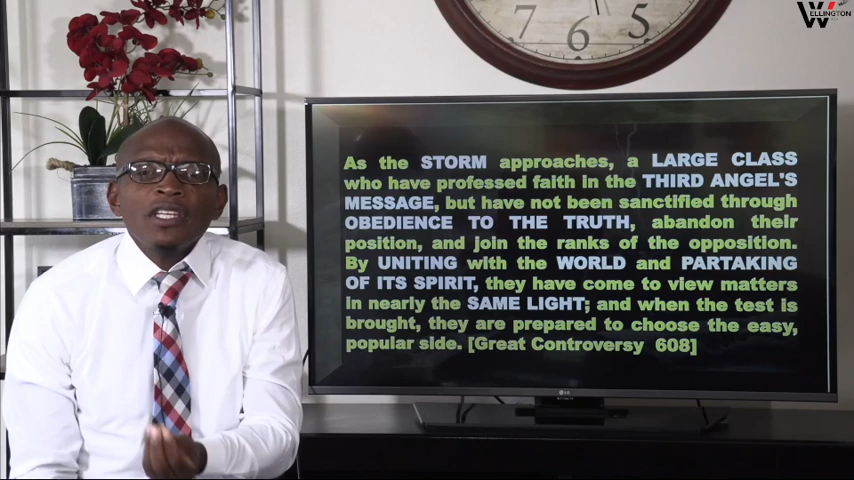 WELLINGTON
6
5
As the STORM approaches, a LARGE CLASS
who have professed faith in the THIRD ANGEL'S
MESSAGE, but have not been sanctified through
OBEDIENCE TO THE TRUTH, abandon their
position, and join the ranks of the opposition.
By UNITING with the WORLD and PARTAKING
OF ITS SPIRIT, they have come to view matters
in nearly the SAME LIGHT; and when the test is
brought, they are prepared to choose the easy,
popular side. [Great Controversy 608]
LG